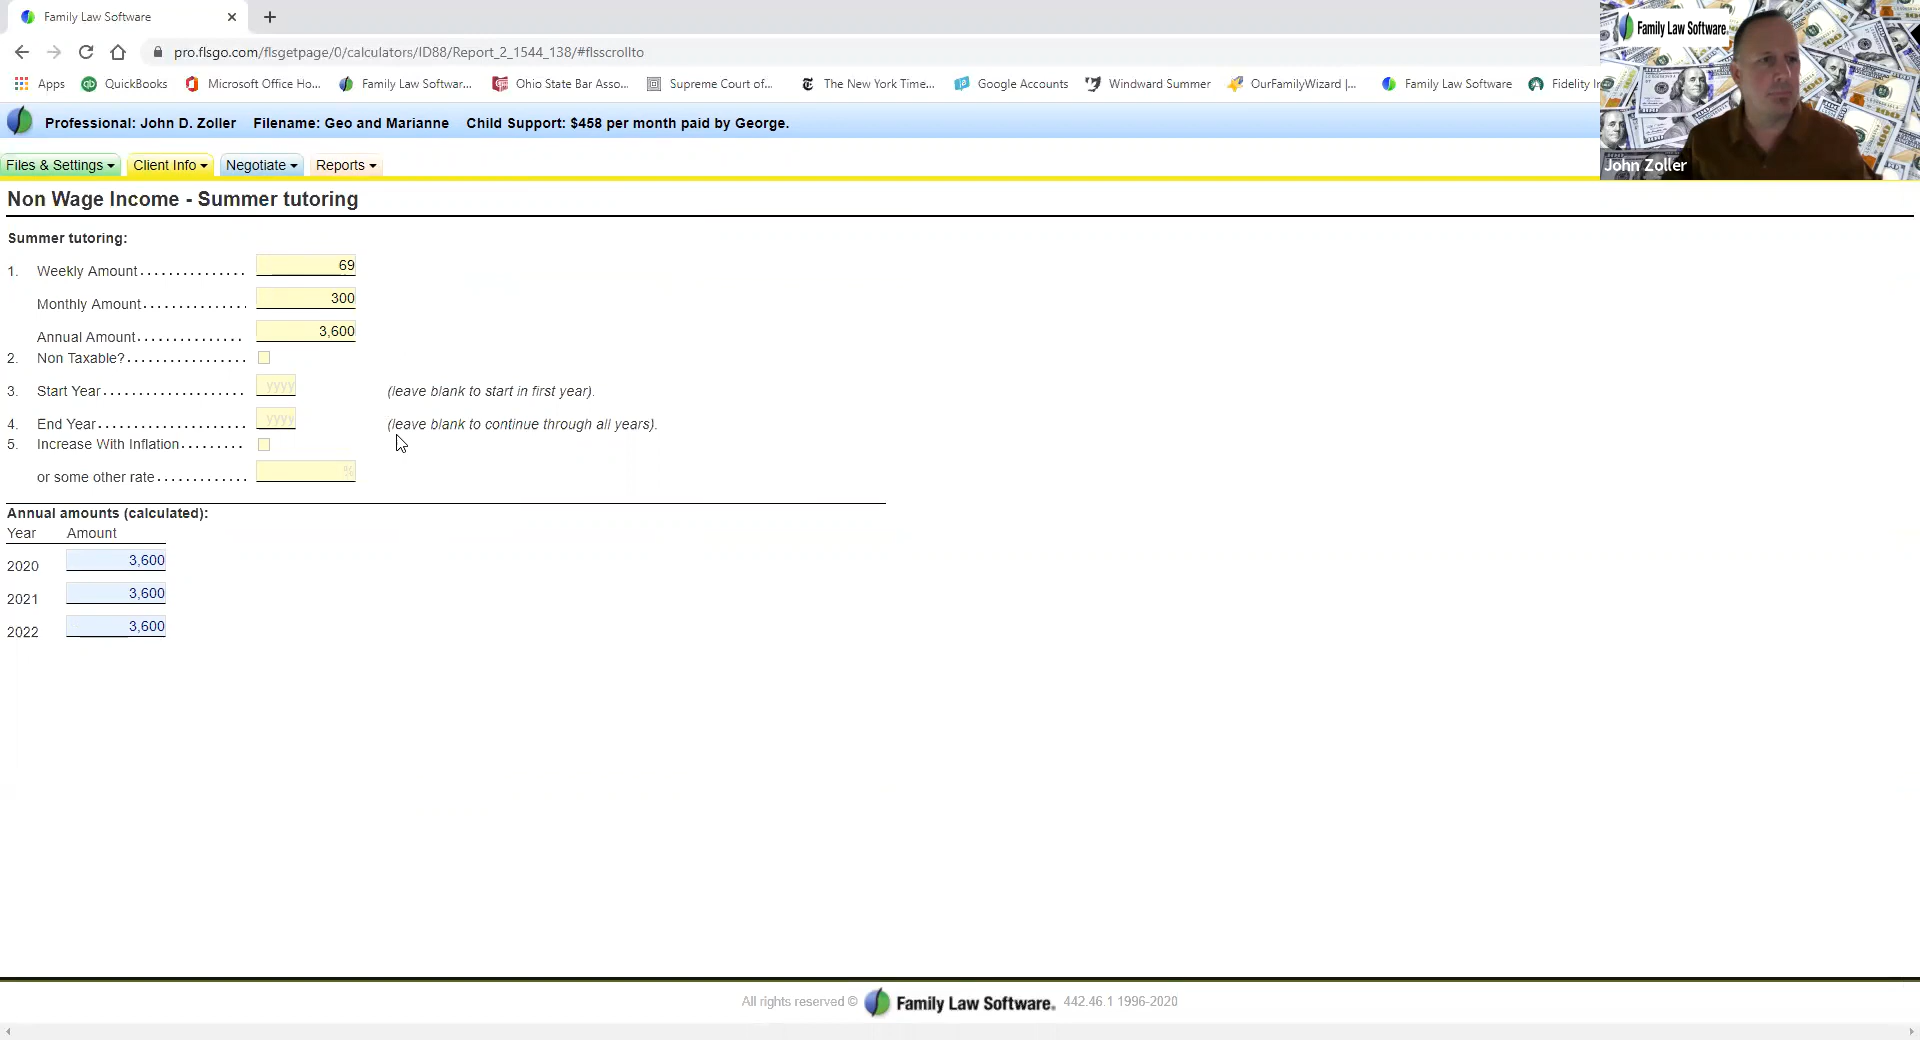 Family Law Software
pro.flsgo.com/flsgetpage/0/calculators/ID88/Report_2_1544_138/#flsscrollto
Apps QuickBooks Microsoft Office Ho... Family Law Softwar... Ohio State Bar Asso... Supreme Court of... The New York Time... Google Accounts Windward Summer OurFamilyWizard |... Family Law Software Fidelity In
Family Law Software.
John Zoller
Professional: John D. Zoller Filename: Geo and Marianne Child Support: $458 per month paid by George.
Files & Settings Client Info Negotiate Reports
Non Wage Income - Summer tutoring
Summer tutoring:
1. Weekly Amount............... 69
Monthly Amount.............. 300
Annual Amount.............. 3,600
2. Non Taxable?.................
3. Start Year .................... yyyy (leave blank to start in first year).
4. End Year..................... yyyy (leave blank to continue through all years).
5. Increase With Inflation........
or some other rate............. %
Annual amounts (calculated):
Year Amount
2020 3,600
2021 3,600
2022 3,600
All rights reserved © Family Law Software. 442.46.1 1996-2020